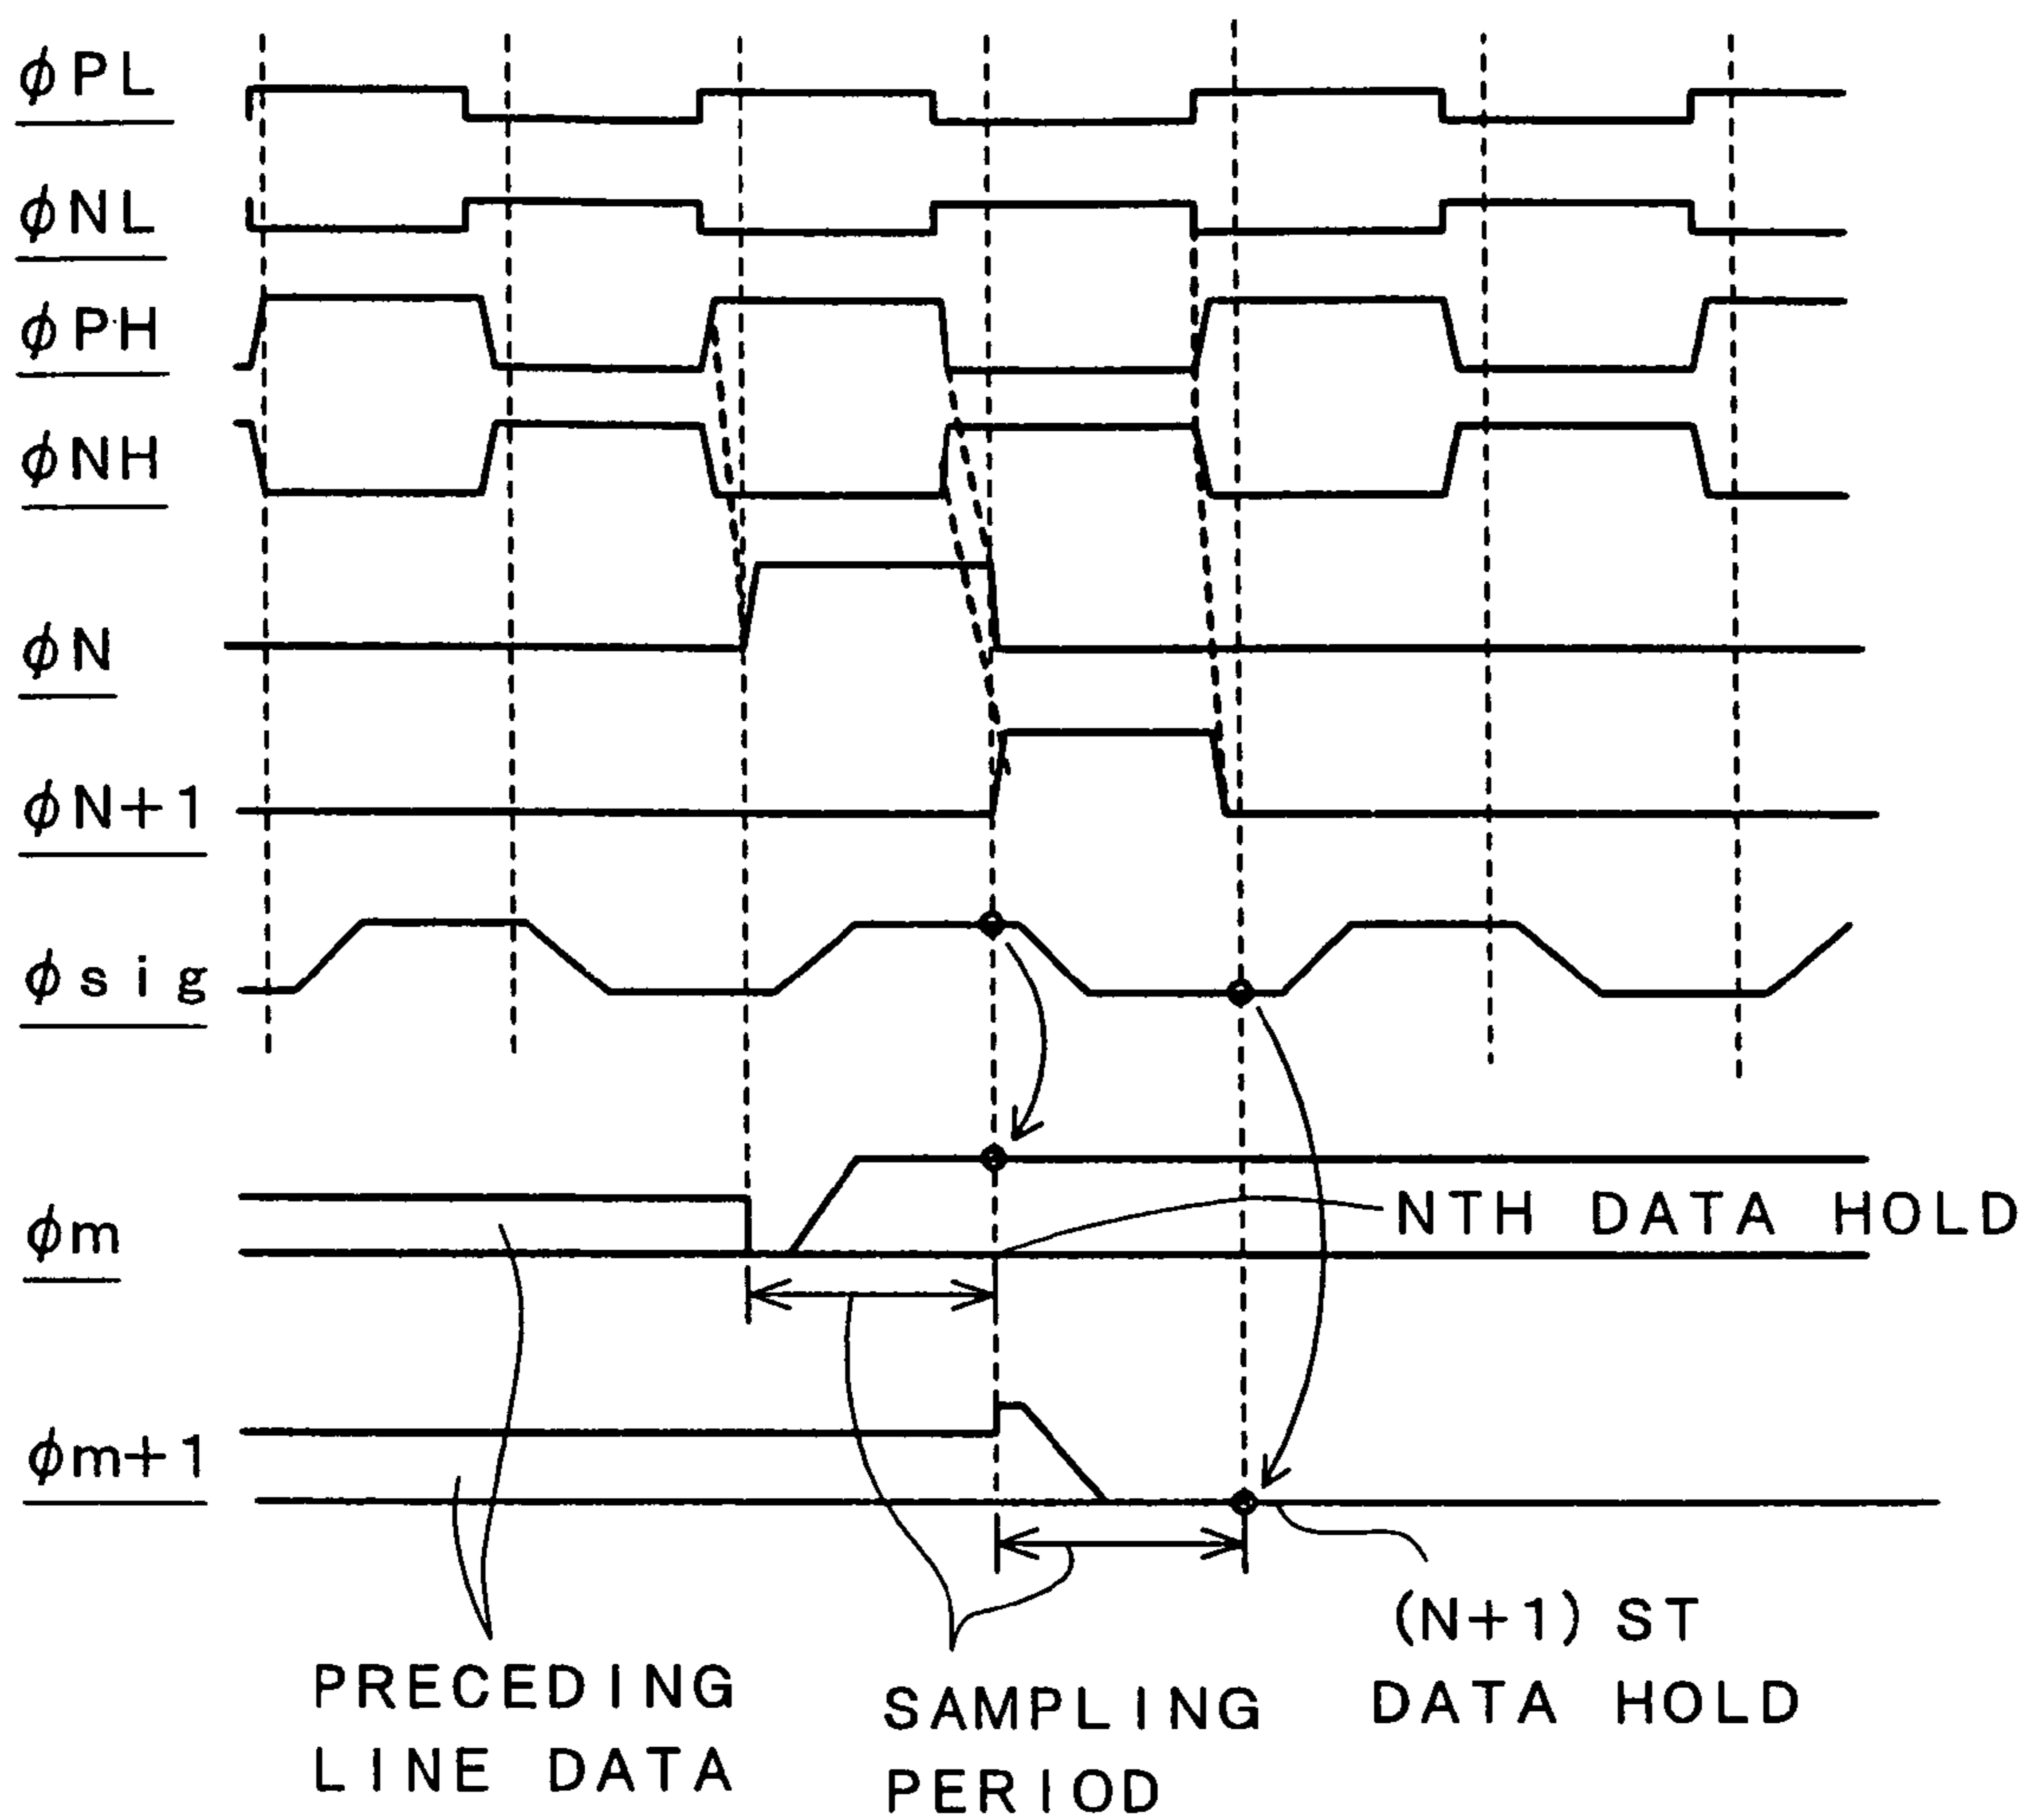 φPL
φNL
φPH
φNH
φN
φN+1
φsig
φm
NTH DATA HOLD
φm+1
(N+1) ST
DATA HOLD
PRECEDING
LINE DATA
SAMPLING
PERIOD